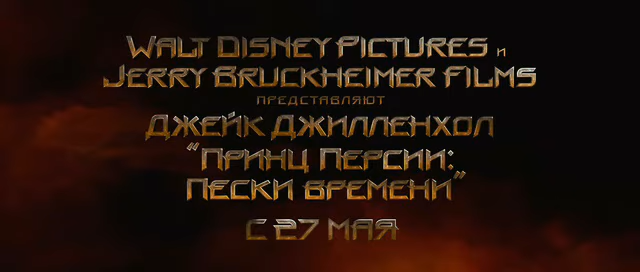 Walt Disney Pictures и
Jerry Bruckheimer Films
представляют
Джейк Джилленхол
“Принц Персии:
Пески времени”
с 27 мая